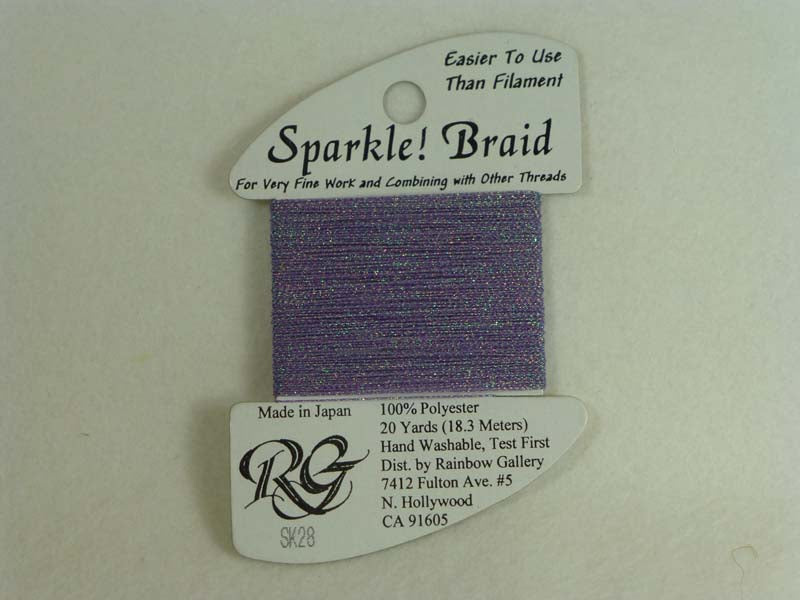 Easier To Use
Than Filament
Sparkle! Braid
For Very Fine Work and Combining with Other Threads
Made in Japan
RG
SK28
100% Polyester
20 Yards (18.3 Meters)
Hand Washable, Test First
Dist. by Rainbow Gallery
7412 Fulton Ave. #5
N. Hollywood
CA 91605